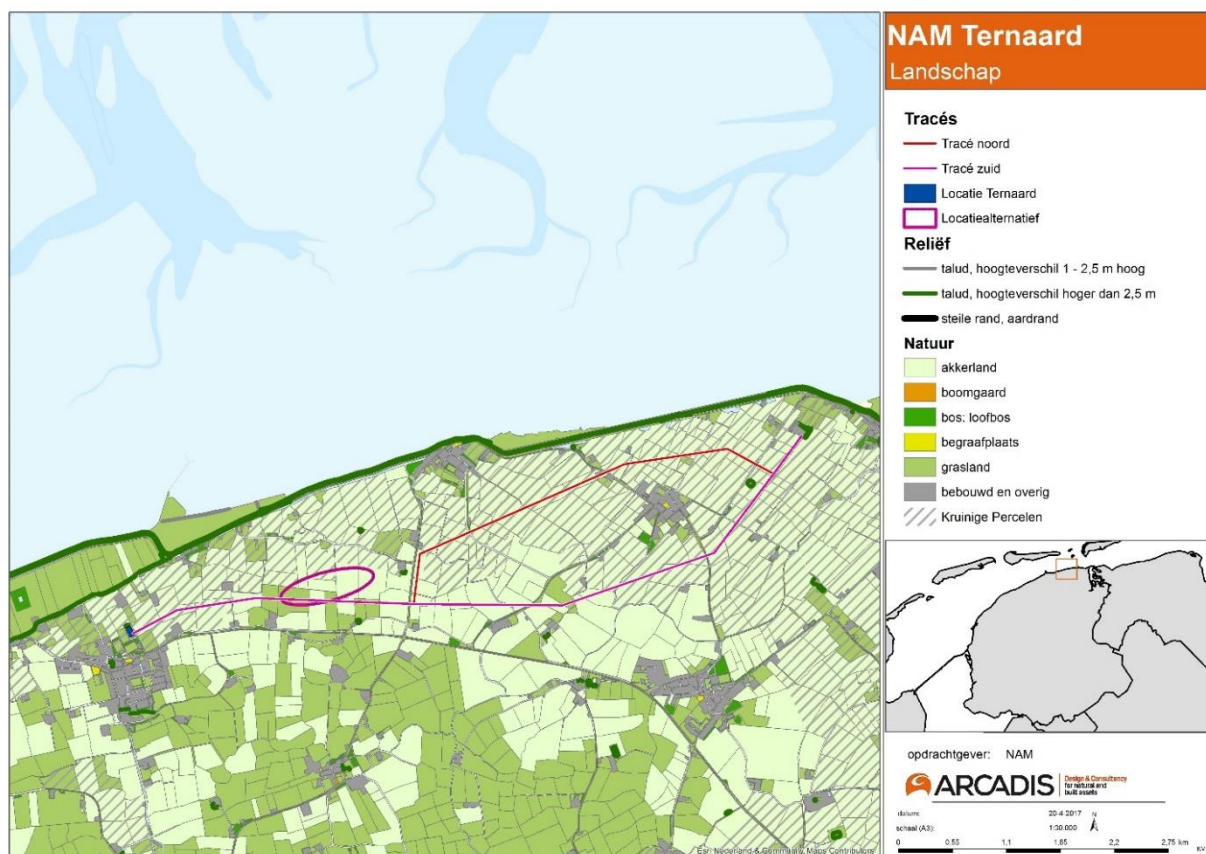 NAM Ternaard
Landschap
Tracés
Tracé noord
Tracé zuid
Locatie Ternaard
Locatiealternatief
Reliëf
talud, hoogteverschil 1 - 2,5 m hoog
talud, hoogteverschil hoger dan 2,5 m
steile rand, aardrand
Natuur
akkerland
boomgaard
bos: loofbos
begraafplaats
grasland
bebouwd en overig
Kruinige Percelen
opdrachtgever: NAM
ARCADIS
Design & Consultancy
for natural and
built assets
datum: 20-4-2017 N
schaal (A3): 1:30.000
0 0,55 1,1 1,65 2,2 2,75 km
Esri Nederland & Community Maps Contributors